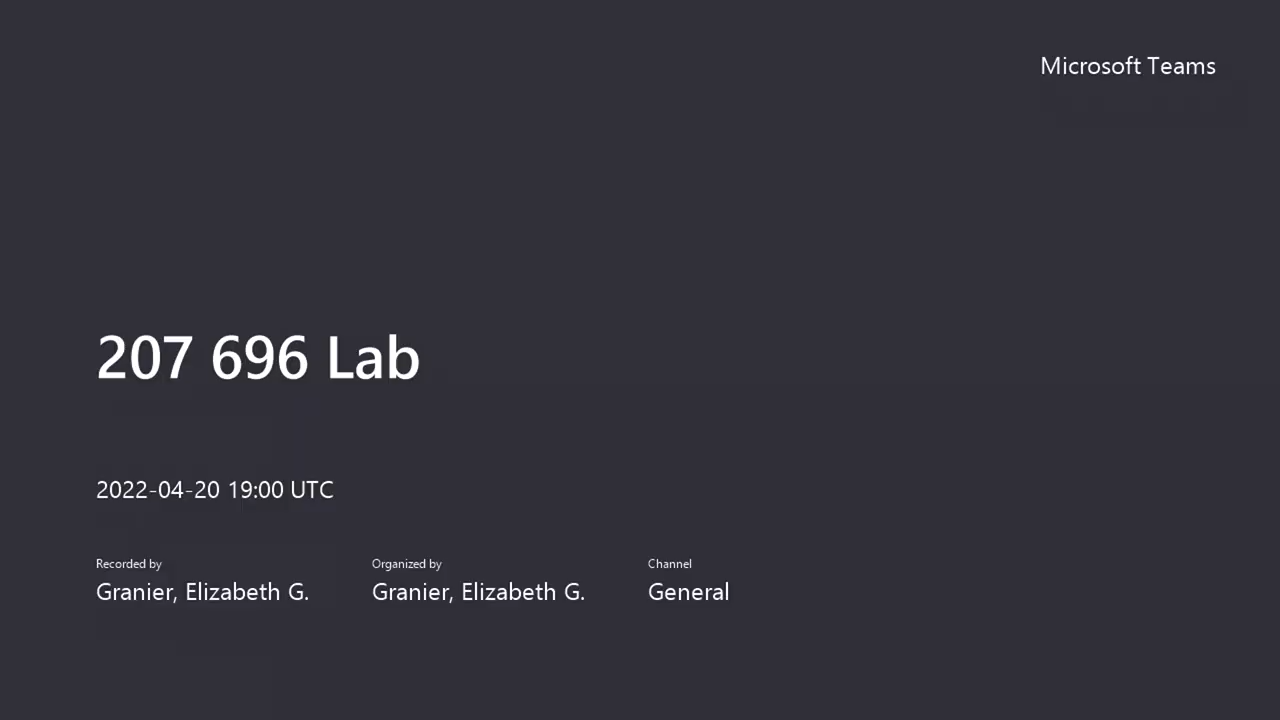 Microsoft Teams
207 696 Lab
2022-04-20 19:00 UTC
Recorded by
Granier, Elizabeth G.
Organized by
Granier, Elizabeth G.
Channel
General